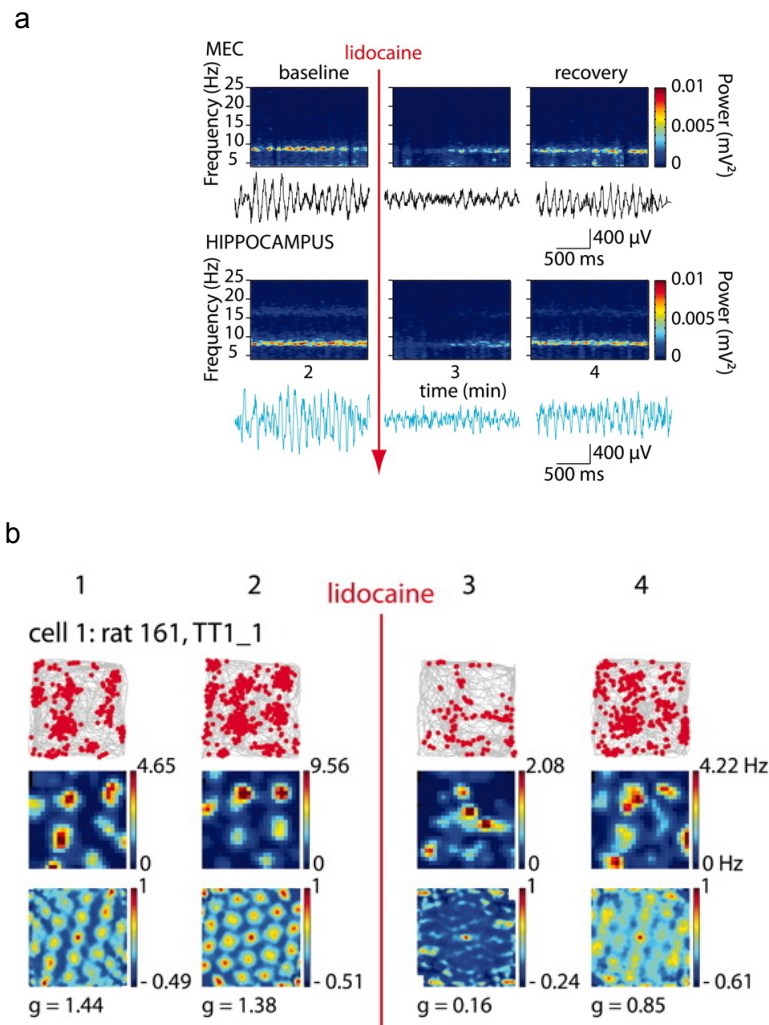 a
MEC
lidocaine
baseline
recovery
Frequency (Hz)
25
20
15
10
5
0.01
0.005
0
Power (mV²)
400 µV
500 ms
HIPPOCAMPUS
Frequency (Hz)
25
20
15
10
5
0.01
0.005
0
Power (mV²)
2
3
4
time (min)
400 µV
500 ms
b
1
2
lidocaine
3
4
cell 1: rat 161, TT1_1
4.65
9.56
2.08
4.22 Hz
0
0
0
0 Hz
1
1
1
1
- 0.49
- 0.51
- 0.24
- 0.61
g = 1.44
g = 1.38
g = 0.16
g = 0.85